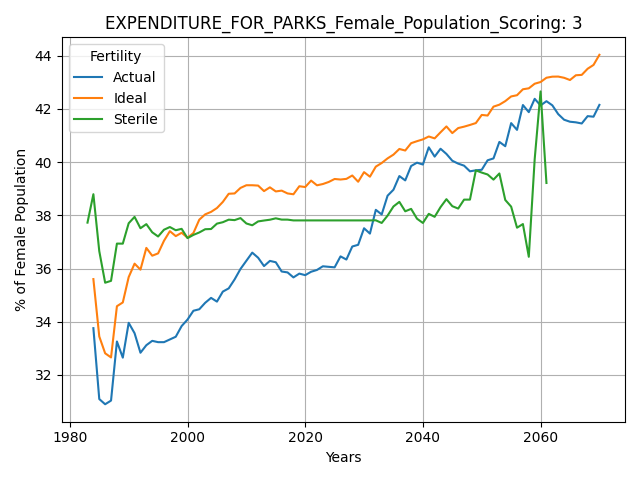 EXPENDITURE_FOR_PARKS_Female_Population_Scoring: 3
Fertility
Actual
Ideal
Sterile
% of Female Population
44
42
40
38
36
34
32
1980
2000
2020
2040
2060
Years